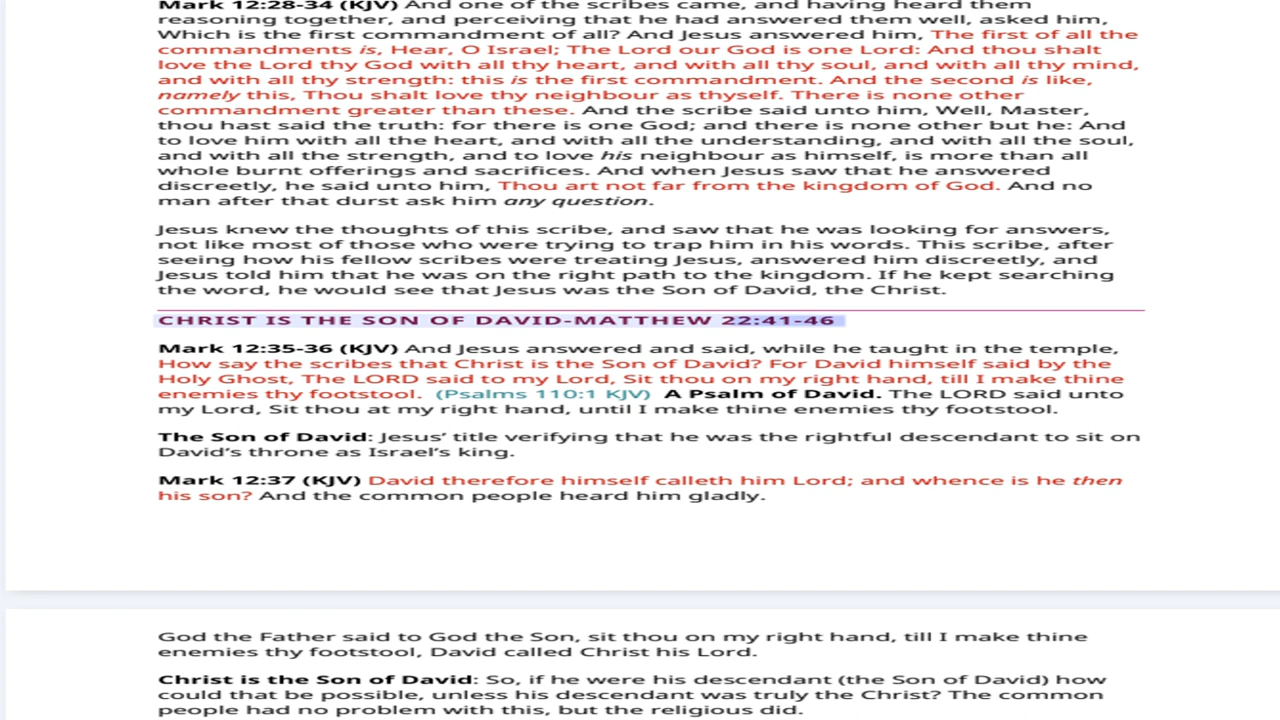 Mark 12:28-34 (KJV) And one of the scribes came, and having heard them
reasoning together, and perceiving that he had answered them well, asked him,
Which is the first commandment of all? And Jesus answered him, The first of all the
commandments is, Hear, O Israel; The Lord our God is one Lord: And thou shalt
love the Lord thy God with all thy heart, and with all thy soul, and with all thy mind,
and with all thy strength: this is the first commandment. And the second is like,
namely this, Thou shalt love thy neighbour as thyself. There is none other
commandment greater than these. And the scribe said unto him, Well, Master,
thou hast said the truth: for there is one God; and there is none other but he: And
to love him with all the heart, and with all the understanding, and with all the soul,
and with all the strength, and to love his neighbour as himself, is more than all
whole burnt offerings and sacrifices. And when Jesus saw that he answered
discreetly, he said unto him, Thou art not far from the kingdom of God. And no
man after that durst ask him any question.
Jesus knew the thoughts of this scribe, and saw that he was looking for answers,
not like most of those who were trying to trap him in his words. This scribe, after
seeing how his fellow scribes were treating Jesus, answered him discreetly, and
Jesus told him that he was on the right path to the kingdom. If he kept searching
the word, he would see that Jesus was the Son of David, the Christ.
CHRIST IS THE SON OF DAVID-MATTHEW 22:41-46
Mark 12:35-36 (KJV) And Jesus answered and said, while he taught in the temple,
How say the scribes that Christ is the Son of David? For David himself said by the
Holy Ghost, The LORD said to my Lord, Sit thou on my right hand, till I make thine
enemies thy footstool. (Psalms 110:1 KJV) A Psalm of David. The LORD said unto
my Lord, Sit thou at my right hand, until I make thine enemies thy footstool.
The Son of David: Jesus’ title verifying that he was the rightful descendant to sit on
David’s throne as Israel’s king.
Mark 12:37 (KJV) David therefore himself calleth him Lord; and whence is he then
his son? And the common people heard him gladly.
God the Father said to God the Son, sit thou on my right hand, till I make thine
enemies thy footstool, David called Christ his Lord.
Christ is the Son of David: So, if he were his descendant (the Son of David) how
could that be possible, unless his descendant was truly the Christ? The common
people had no problem with this, but the religious did.